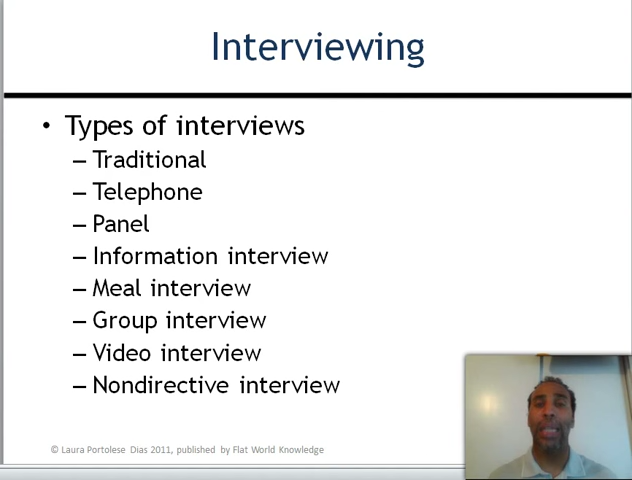 Interviewing
• Types of interviews
– Traditional
– Telephone
– Panel
– Information interview
– Meal interview
– Group interview
– Video interview
– Nondirective interview
© Laura Portolese Dias 2011, published by Flat World Knowledge